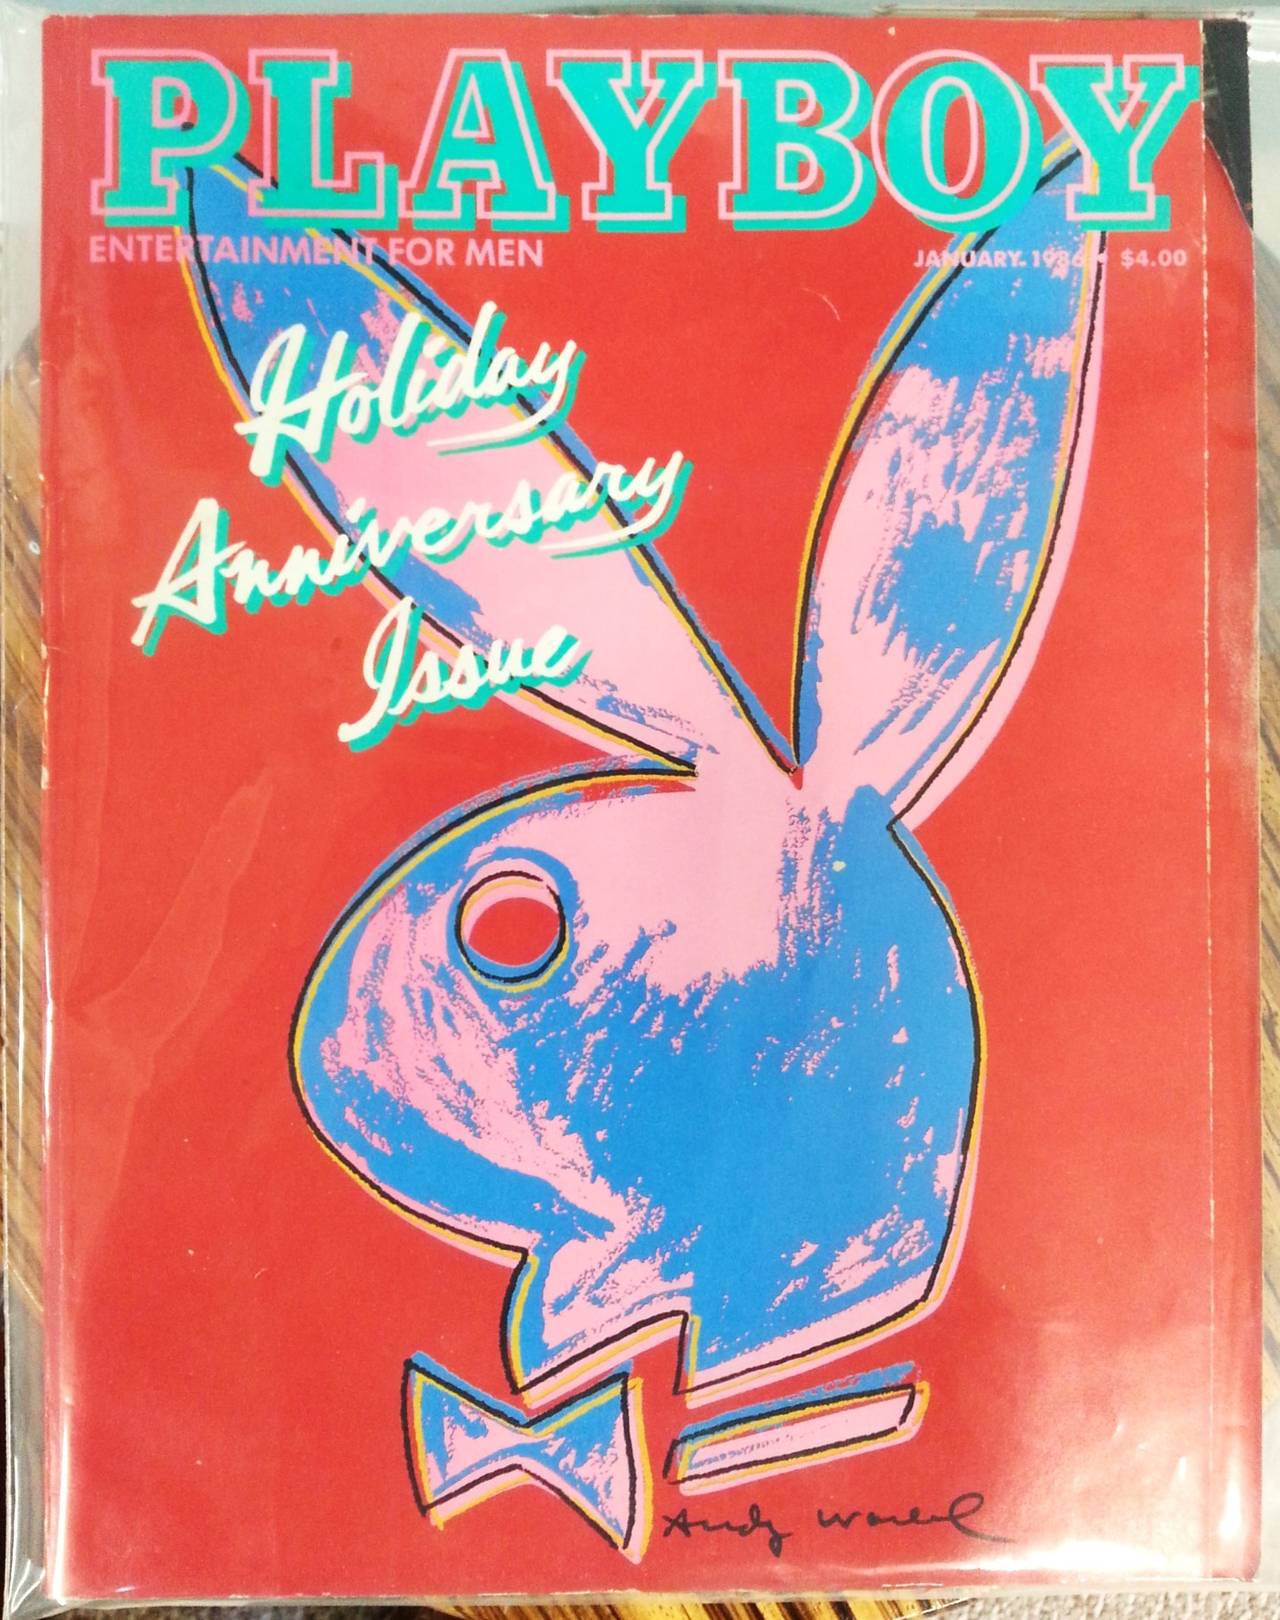 PLAYBOY
ENTERTAINMENT FOR MEN
JANUARY 1986 • $4.00
Holiday
Anniversary
Issue
Andy Warhol